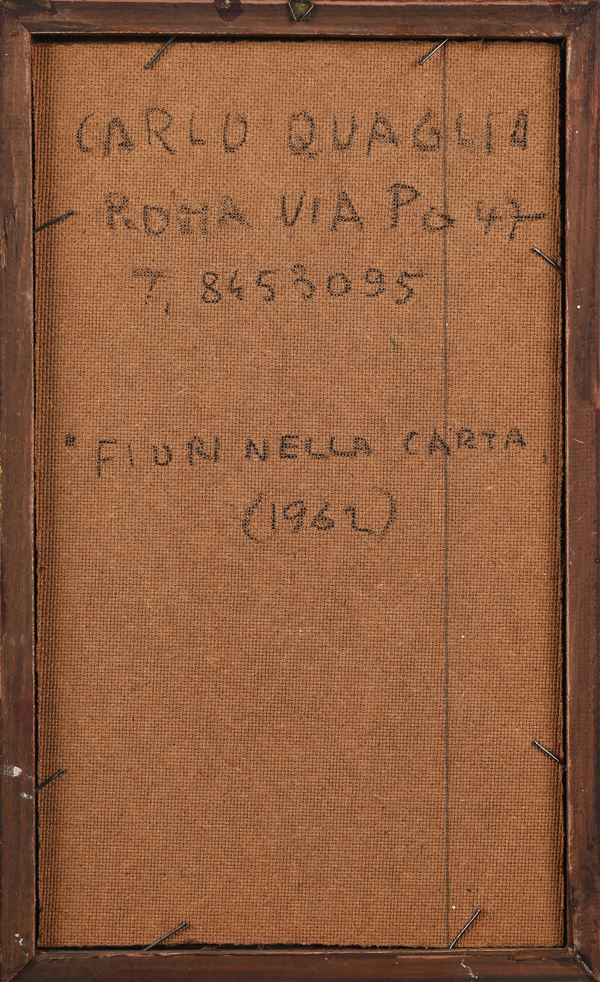 CARLO QUAGLIA
ROMA VIA PO 47
T, 8453095
"FIORI NELLA CARTA,
(1962)